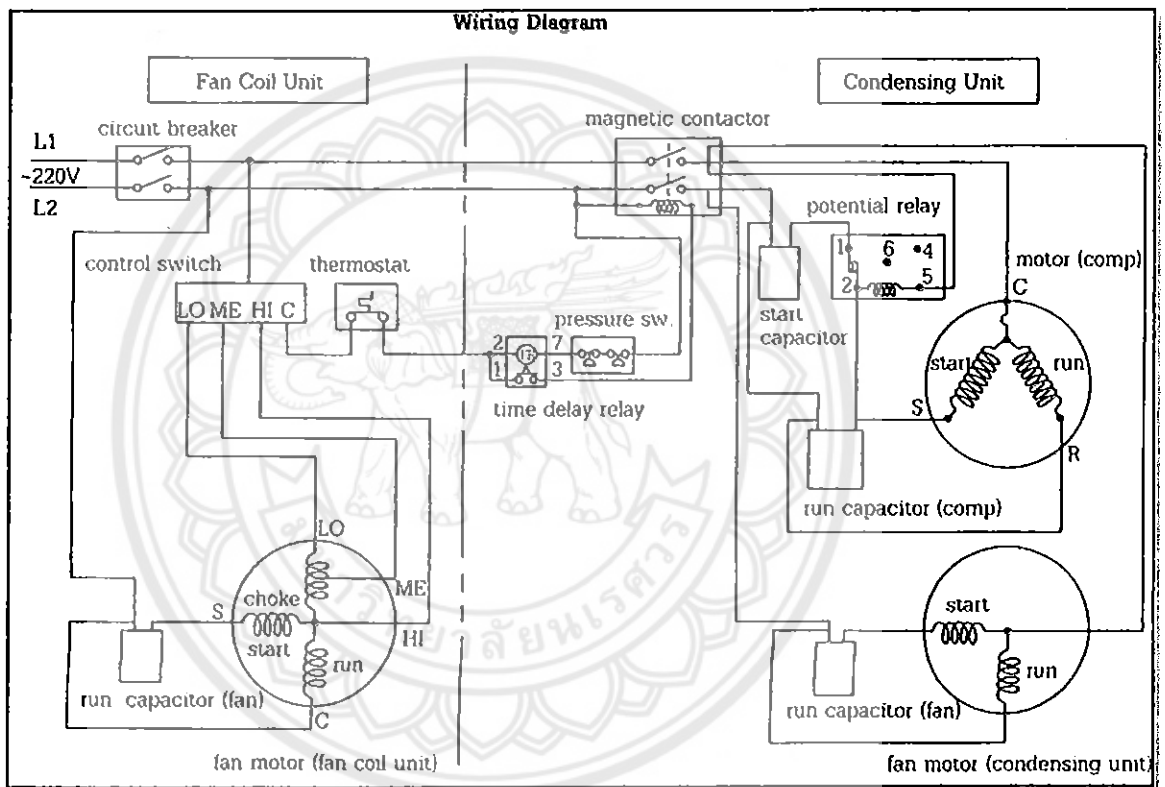 Wiring Diagram
Fan Coil Unit
Condensing Unit
circuit breaker
magnetic contactor
L1
~220V
L2
potential relay
1
6
4
2
5
control switch
thermostat
motor (comp)
C
LO ME HI C
start
capacitor
pressure sw.
2
7
1
3
time delay relay
start
run
S
R
run capacitor (comp)
LO
ME
choke
S
start
HI
run
C
run capacitor (fan)
fan motor (fan coil unit)
start
run
run capacitor (fan)
fan motor (condensing unit)